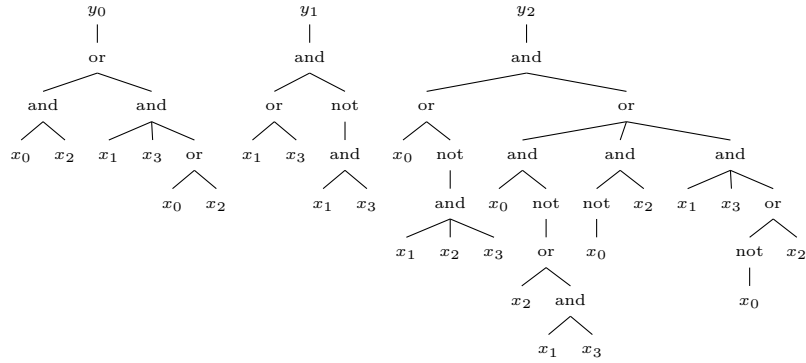 y0 y1 y2
or and and
and and or not or or
x0 x2 x1 x3 or x1 x3 and x0 not and and and
x0 x2 x1 x3 and x0 not not x2 x1 x3 or
x1 x2 x3 or x0 not x2
x2 and x0
x1 x3